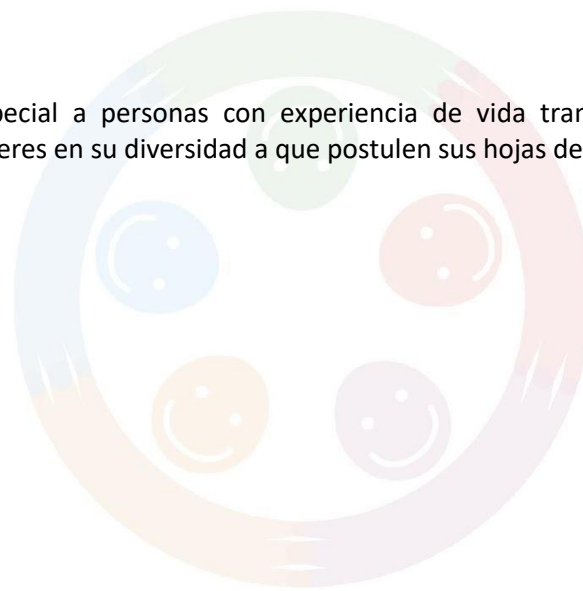 pecial a personas con experiencia de vida tran
eres en su diversidad a que postulen sus hojas de